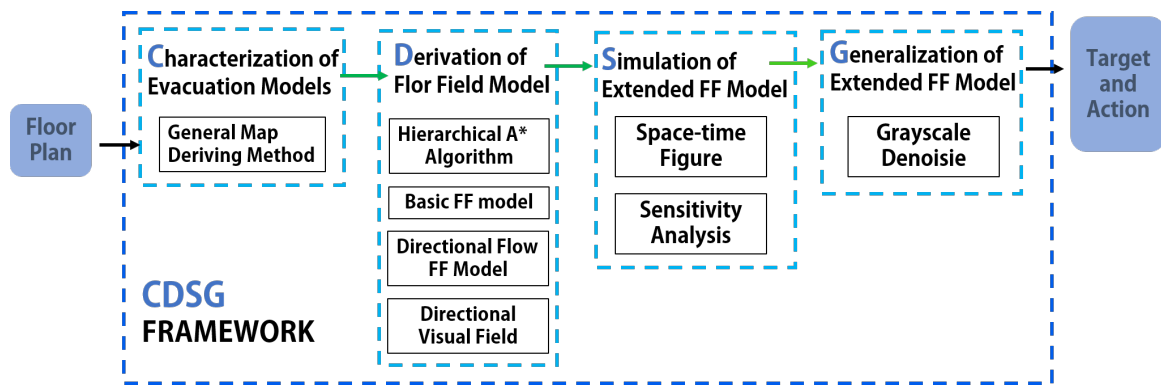 Floor
Plan
Characterization of
Evacuation Models
General Map
Deriving Method
Derivation of
Flor Field Model
Hierarchical A*
Algorithm
Basic FF model
Directional Flow
FF Model
Directional
Visual Field
Simulation of
Extended FF Model
Space-time
Figure
Sensitivity
Analysis
Generalization of
Extended FF Model
Grayscale
Denoisie
Target
and
Action
CDSG
FRAMEWORK